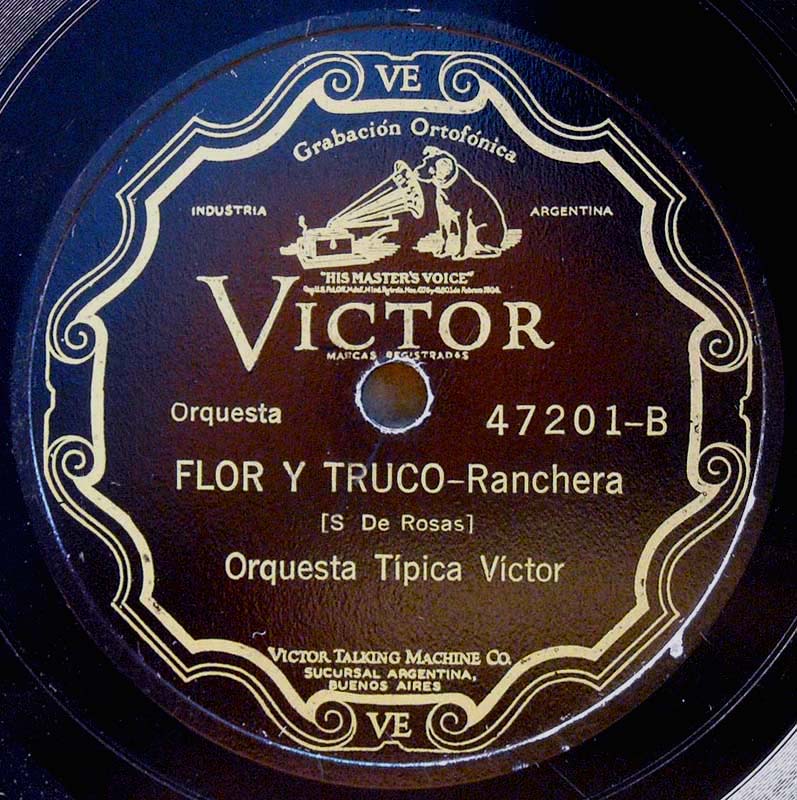 VE
Grabación Ortofónica
INDUSTRIA ARGENTINA
"HIS MASTER'S VOICE"
VICTOR
MARCAS REGISTRADAS
Orquesta 47201-B
FLOR Y TRUCO-Ranchera
[S De Rosas]
Orquesta Típica Víctor
VICTOR TALKING MACHINE CO.
SUCURSAL ARGENTINA,
BUENOS AIRES
VE